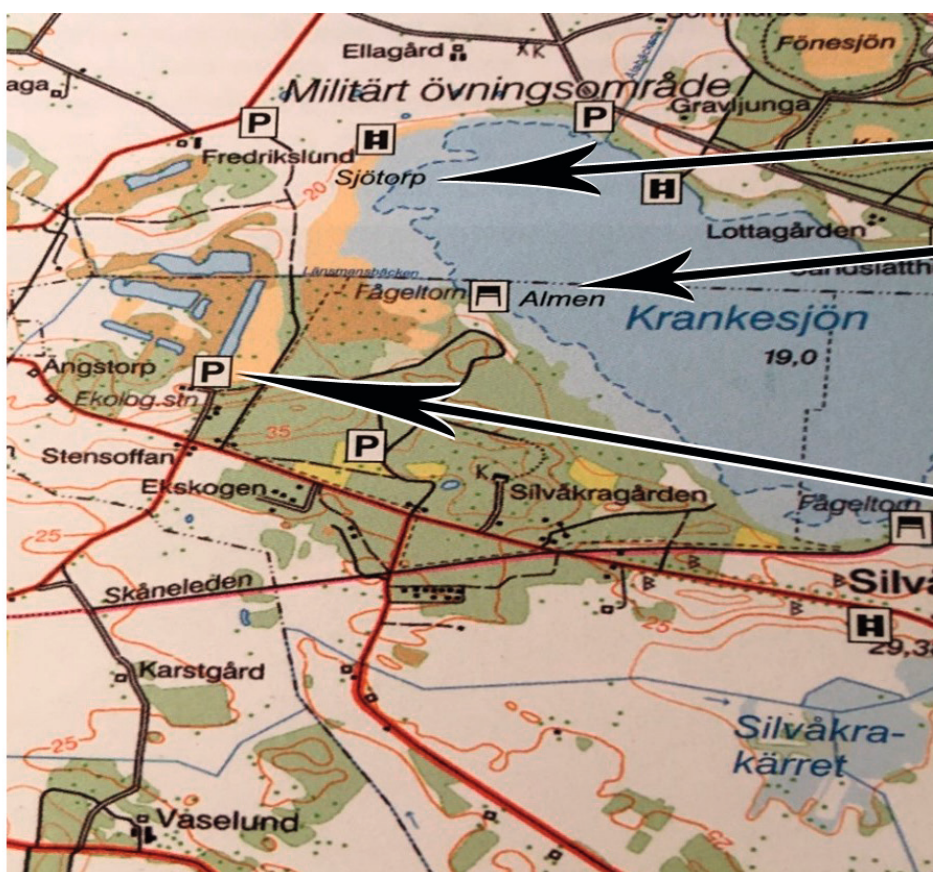 Fönesjön
Ellagård
K
Militärt övningsområde
P
P
Gravljunga
H
Fredrikslund
Sjötorp
20
H
Lottagården
Länsmansbäcken
Fågeltorn
Almen
Krankesjön
19,0
Ängstorp
P
Ekolog.stn
35
P
Stensoffan
K
Ekskogen
Silvåkragården
Fågeltorn
25
Skåneleden
H
25
Karstgård
Silvåkra-
kärret
25
25
Vaselund